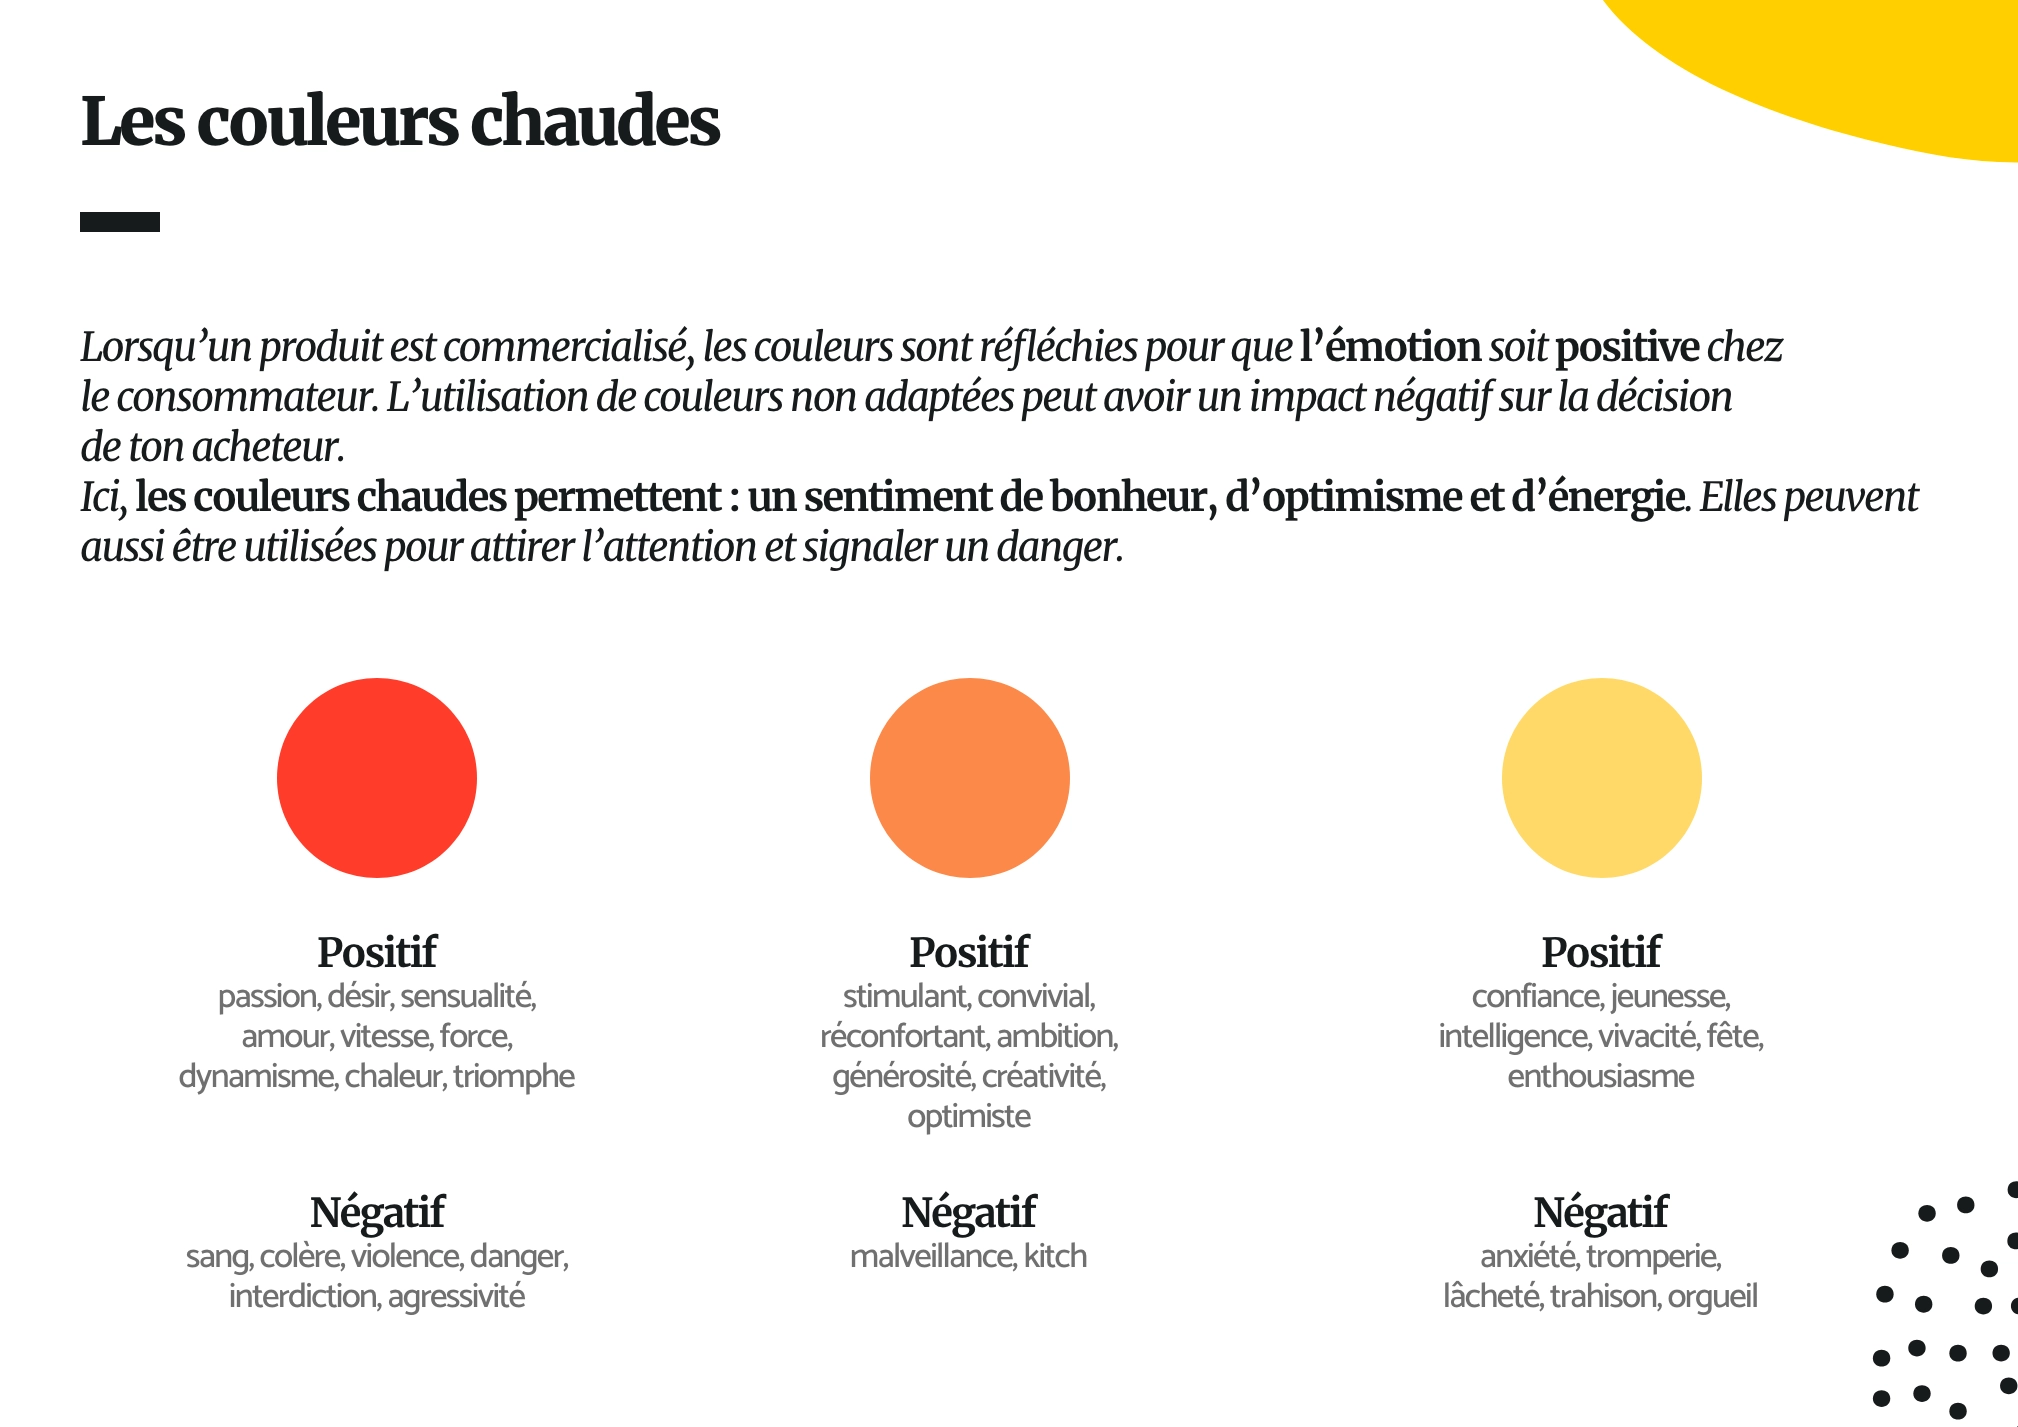 Les couleurs chaudes
Lorsqu’un produit est commercialisé, les couleurs sont réfléchies pour que l’émotion soit positive chez
le consommateur. L’utilisation de couleurs non adaptées peut avoir un impact négatif sur la décision
de ton acheteur.
Ici, les couleurs chaudes permettent : un sentiment de bonheur, d’optimisme et d’énergie. Elles peuvent
aussi être utilisées pour attirer l’attention et signaler un danger.
Positif
passion, désir, sensualité,
amour, vitesse, force,
dynamisme, chaleur, triomphe
Négatif
sang, colère, violence, danger,
interdiction, agressivité
Positif
stimulant, convivial,
réconfortant, ambition,
générosité, créativité,
optimiste
Négatif
malveillance, kitch
Positif
confiance, jeunesse,
intelligence, vivacité, fête,
enthousiasme
Négatif
anxiété, tromperie,
lâcheté, trahison, orgueil